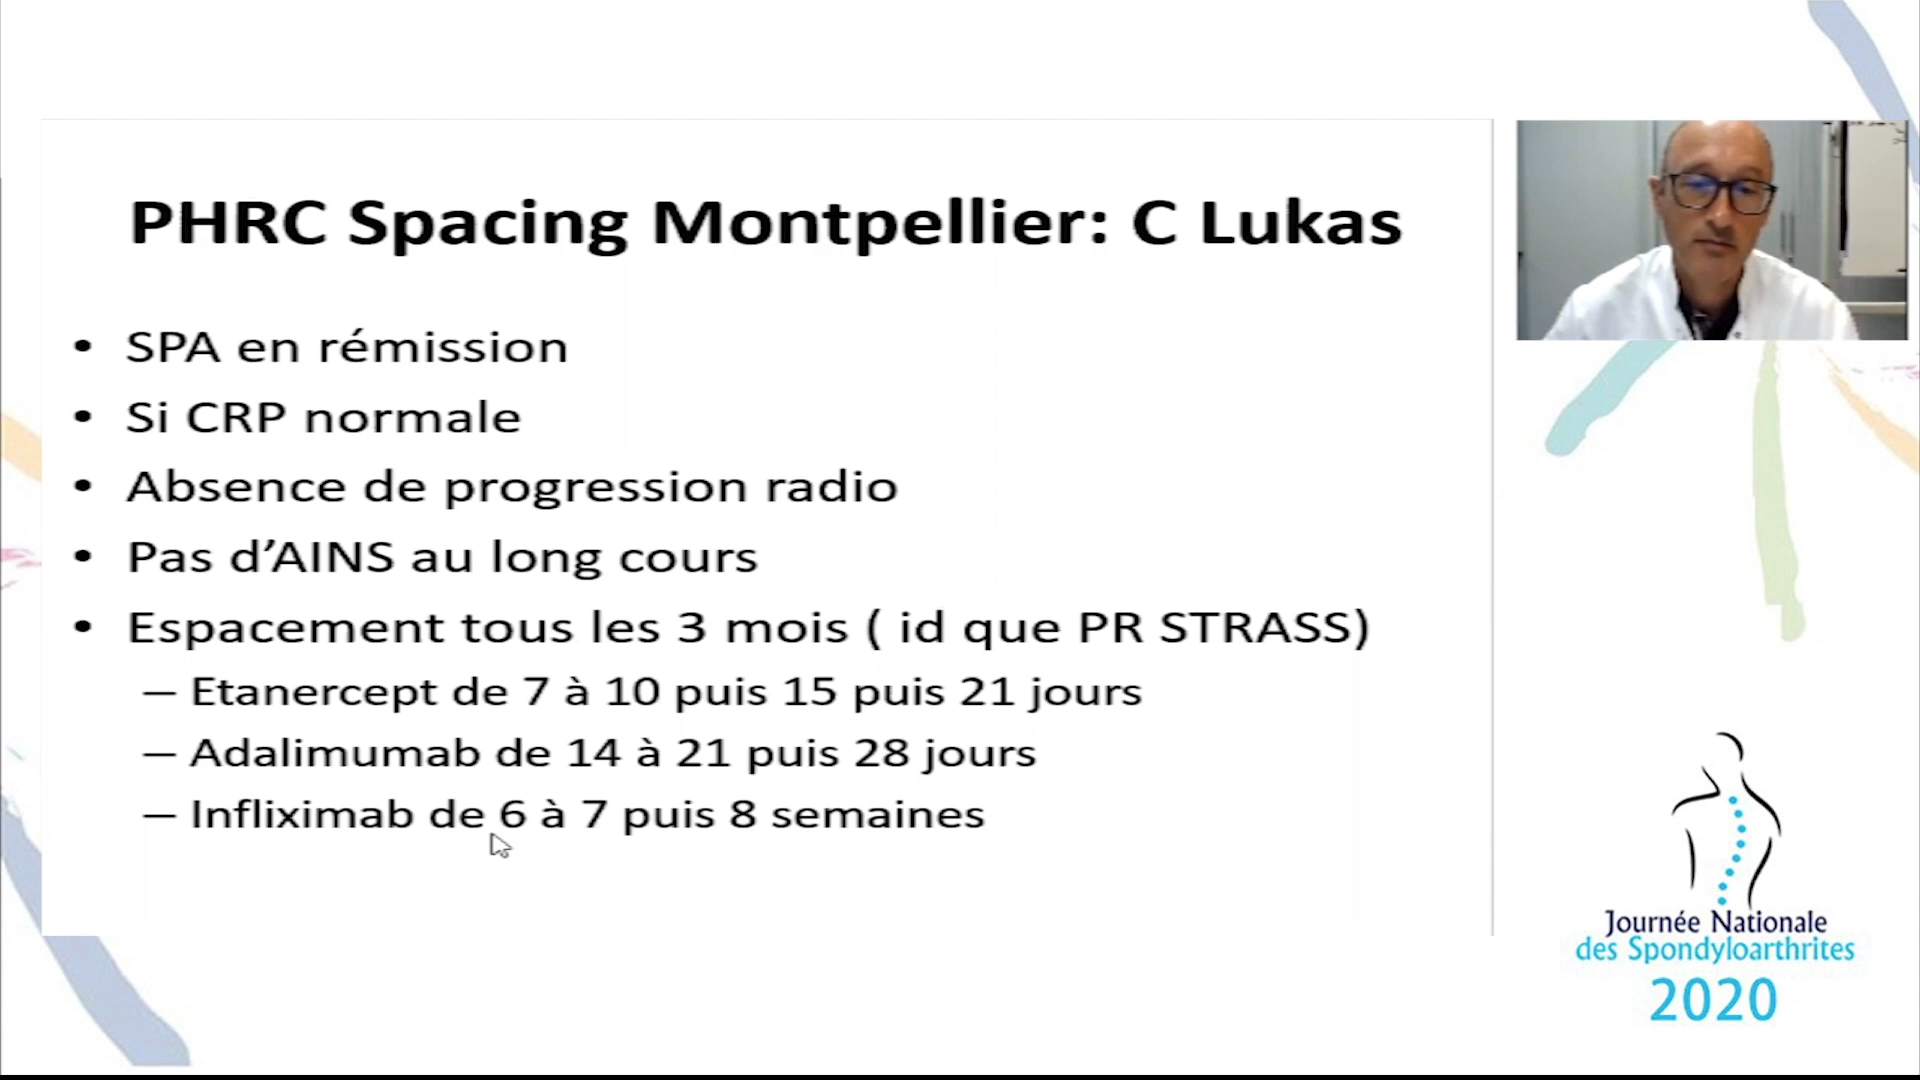 PHRC Spacing Montpellier: C Lukas
• SPA en rémission
• Si CRP normale
• Absence de progression radio
• Pas d’AINS au long cours
• Espacement tous les 3 mois ( id que PR STRASS)
– Etanercept de 7 à 10 puis 15 puis 21 jours
– Adalimumab de 14 à 21 puis 28 jours
– Infliximab de 6 à 7 puis 8 semaines
Journée Nationale
des Spondyloarthrites
2020